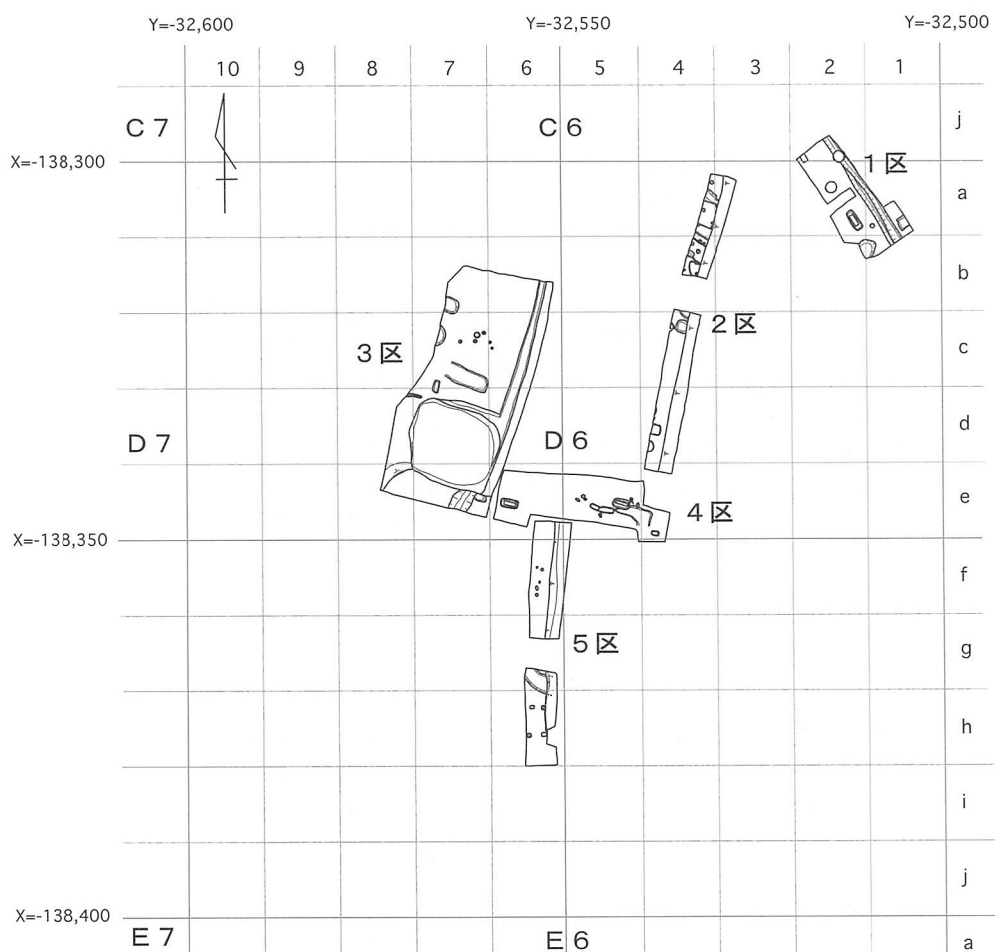 Y=-32,600
Y=-32,550
Y=-32,500
10 9 8 7 6 5 4 3 2 1
C 7
C 6
j
X=-138,300
1区
a
b
2区
3区
c
D 7
D 6
d
e
4区
X=-138,350
f
5区
g
h
i
j
X=-138,400
E 7
E 6
a